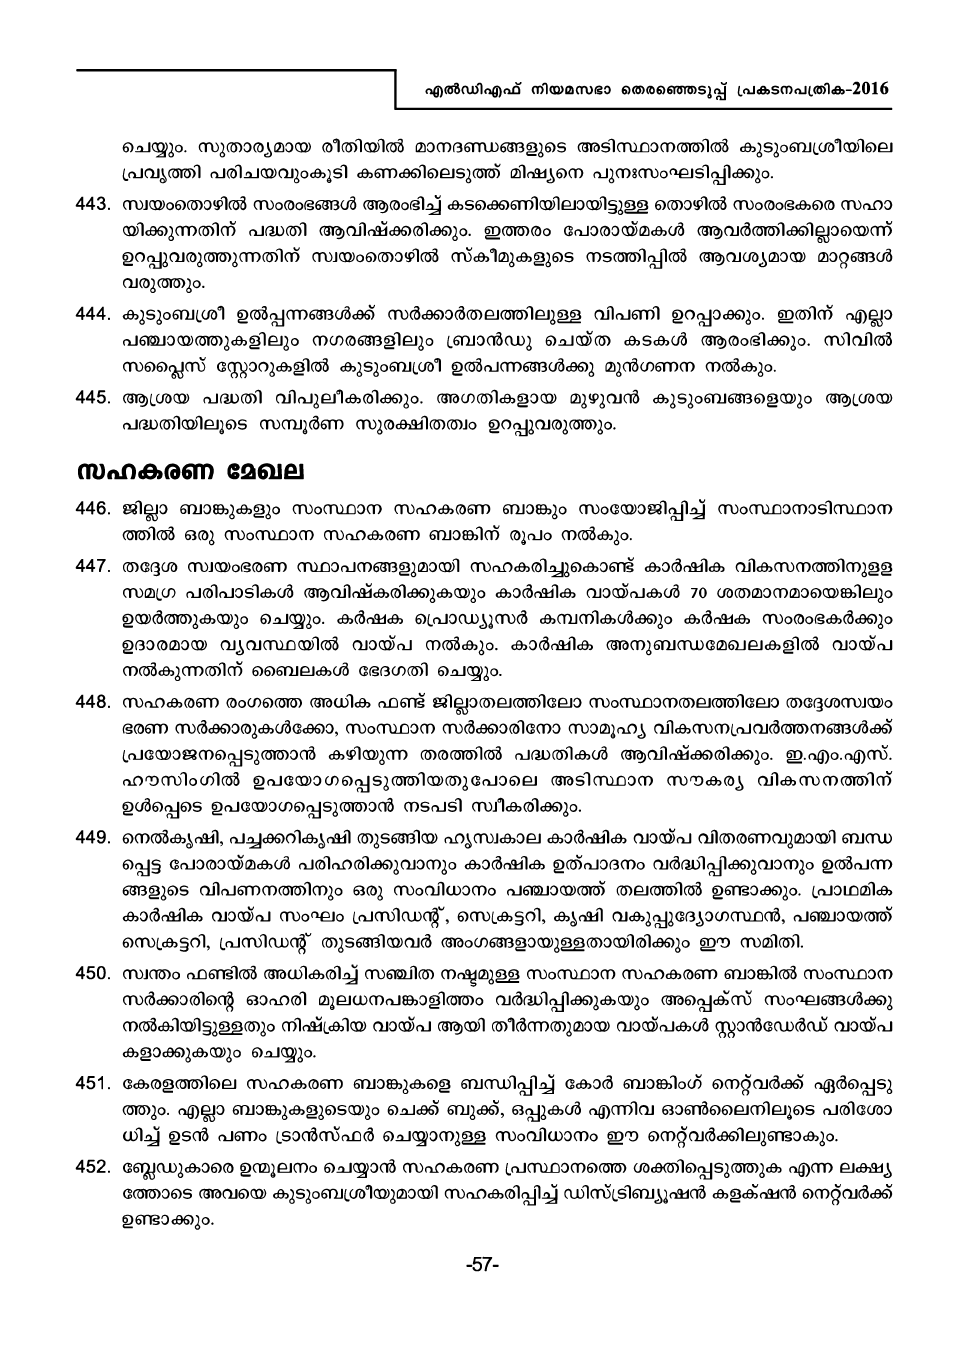 എൽഡിഎഫ് നിയമസഭാ തെരഞ്ഞെടുപ്പ് പ്രകടനപത്രിക-2016
ചെയ്യും. സുതാര്യമായ രീതിയിൽ മാനദണ്ഡങ്ങളുടെ അടിസ്ഥാനത്തിൽ കുടുംബശ്രീയിലെ
പ്രവൃത്തി പരിചയവുംകൂടി കണക്കിലെടുത്ത് മിഷ്യനെ പുനഃസംഘടിപ്പിക്കും.
443. സ്വയംതൊഴിൽ സംരംഭങ്ങൾ ആരംഭിച്ച് കടക്കെണിയിലായിട്ടുള്ള തൊഴിൽ സംരംഭകരെ സഹാ
യിക്കുന്നതിന് പദ്ധതി ആവിഷ്ക്കരിക്കും. ഇത്തരം പോരായ്മകൾ ആവർത്തിക്കില്ലായെന്ന്
ഉറപ്പുവരുത്തുന്നതിന് സ്വയംതൊഴിൽ സ്കീമുകളുടെ നടത്തിപ്പിൽ ആവശ്യമായ മാറ്റങ്ങൾ
വരുത്തും.
444. കുടുംബശ്രീ ഉൽപ്പന്നങ്ങൾക്ക് സർക്കാർതലത്തിലുള്ള വിപണി ഉറപ്പാക്കും. ഇതിന് എല്ലാ
പഞ്ചായത്തുകളിലും നഗരങ്ങളിലും ബ്രാൻഡു ചെയ്ത കടകൾ ആരംഭിക്കും. സിവിൽ
സപ്ലൈസ് സ്റ്റോറുകളിൽ കുടുംബശ്രീ ഉൽപന്നങ്ങൾക്കു മുൻഗണന നൽകും.
445. ആശ്രയ പദ്ധതി വിപുലീകരിക്കും. അഗതികളായ മുഴുവൻ കുടുംബങ്ങളെയും ആശ്രയ
പദ്ധതിയിലൂടെ സമ്പൂർണ സുരക്ഷിതത്വം ഉറപ്പുവരുത്തും.
സഹകരണ മേഖല
446. ജില്ലാ ബാങ്കുകളും സംസ്ഥാന സഹകരണ ബാങ്കും സംയോജിപ്പിച്ച് സംസ്ഥാനാടിസ്ഥാന
ത്തിൽ ഒരു സംസ്ഥാന സഹകരണ ബാങ്കിന് രൂപം നൽകും.
447. തദ്ദേശ സ്വയംഭരണ സ്ഥാപനങ്ങളുമായി സഹകരിച്ചുകൊണ്ട് കാർഷിക വികസനത്തിനുളള
സമഗ്ര പരിപാടികൾ ആവിഷ്കരിക്കുകയും കാർഷിക വായ്പകൾ 70 ശതമാനമായെങ്കിലും
ഉയർത്തുകയും ചെയ്യും. കർഷക പ്രൊഡ്യൂസർ കമ്പനികൾക്കും കർഷക സംരംഭകർക്കും
ഉദാരമായ വ്യവസ്ഥയിൽ വായ്പ നൽകും. കാർഷിക അനുബന്ധമേഖലകളിൽ വായ്പ
നൽകുന്നതിന് ബൈലകൾ ഭേദഗതി ചെയ്യും.
448. സഹകരണ രംഗത്തെ അധിക ഫണ്ട് ജില്ലാതലത്തിലോ സംസ്ഥാനതലത്തിലോ തദ്ദേശസ്വയം
ഭരണ സർക്കാരുകൾക്കോ, സംസ്ഥാന സർക്കാരിനോ സാമൂഹ്യ വികസനപ്രവർത്തനങ്ങൾക്ക്
പ്രയോജനപ്പെടുത്താൻ കഴിയുന്ന തരത്തിൽ പദ്ധതികൾ ആവിഷ്ക്കരിക്കും. ഇ.എം.എസ്.
ഹൗസിംഗിൽ ഉപയോഗപ്പെടുത്തിയതുപോലെ അടിസ്ഥാന സൗകര്യ വികസനത്തിന്
ഉൾപ്പെടെ ഉപയോഗപ്പെടുത്താൻ നടപടി സ്വീകരിക്കും.
449. നെൽകൃഷി, പച്ചക്കറികൃഷി തുടങ്ങിയ ഹൃസ്വകാല കാർഷിക വായ്പ വിതരണവുമായി ബന്ധ
പ്പെട്ട പോരായ്മകൾ പരിഹരിക്കുവാനും കാർഷിക ഉത്പാദനം വർദ്ധിപ്പിക്കുവാനും ഉൽപന്ന
ങ്ങളുടെ വിപണനത്തിനും ഒരു സംവിധാനം പഞ്ചായത്ത് തലത്തിൽ ഉണ്ടാക്കും. പ്രാഥമിക
കാർഷിക വായ്പ സംഘം പ്രസിഡന്റ്, സെക്രട്ടറി, കൃഷി വകുപ്പുദ്യോഗസ്ഥൻ, പഞ്ചായത്ത്
സെക്രട്ടറി, പ്രസിഡന്റ് തുടങ്ങിയവർ അംഗങ്ങളായുള്ളതായിരിക്കും ഈ സമിതി.
450. സ്വന്തം ഫണ്ടിൽ അധികരിച്ച് സഞ്ചിത നഷ്ടമുള്ള സംസ്ഥാന സഹകരണ ബാങ്കിൽ സംസ്ഥാന
സർക്കാരിന്റെ ഓഹരി മൂലധനപങ്കാളിത്തം വർദ്ധിപ്പിക്കുകയും അപ്പെക്സ് സംഘങ്ങൾക്കു
നൽകിയിട്ടുള്ളതും നിഷ്ക്രിയ വായ്പ ആയി തീർന്നതുമായ വായ്പകൾ സ്റ്റാൻഡേർഡ് വായ്പ
കളാക്കുകയും ചെയ്യും.
451. കേരളത്തിലെ സഹകരണ ബാങ്കുകളെ ബന്ധിപ്പിച്ച് കോർ ബാങ്കിംഗ് നെറ്റ്‌വർക്ക് ഏർപ്പെടു
ത്തും. എല്ലാ ബാങ്കുകളുടെയും ചെക്ക് ബുക്ക്, ഒപ്പുകൾ എന്നിവ ഓൺലൈനിലൂടെ പരിശോ
ധിച്ച് ഉടൻ പണം ട്രാൻസ്ഫർ ചെയ്യാനുള്ള സംവിധാനം ഈ നെറ്റ്‌വർക്കിലുണ്ടാകും.
452. ബ്ലേഡുകാരെ ഉന്മൂലനം ചെയ്യാൻ സഹകരണ പ്രസ്ഥാനത്തെ ശക്തിപ്പെടുത്തുക എന്ന ലക്ഷ്യ
ത്തോടെ അവയെ കുടുംബശ്രീയുമായി സഹകരിപ്പിച്ച് ഡിസ്ട്രിബ്യൂഷൻ കളക്ഷൻ നെറ്റ്‌വർക്ക്
ഉണ്ടാക്കും.
-57-